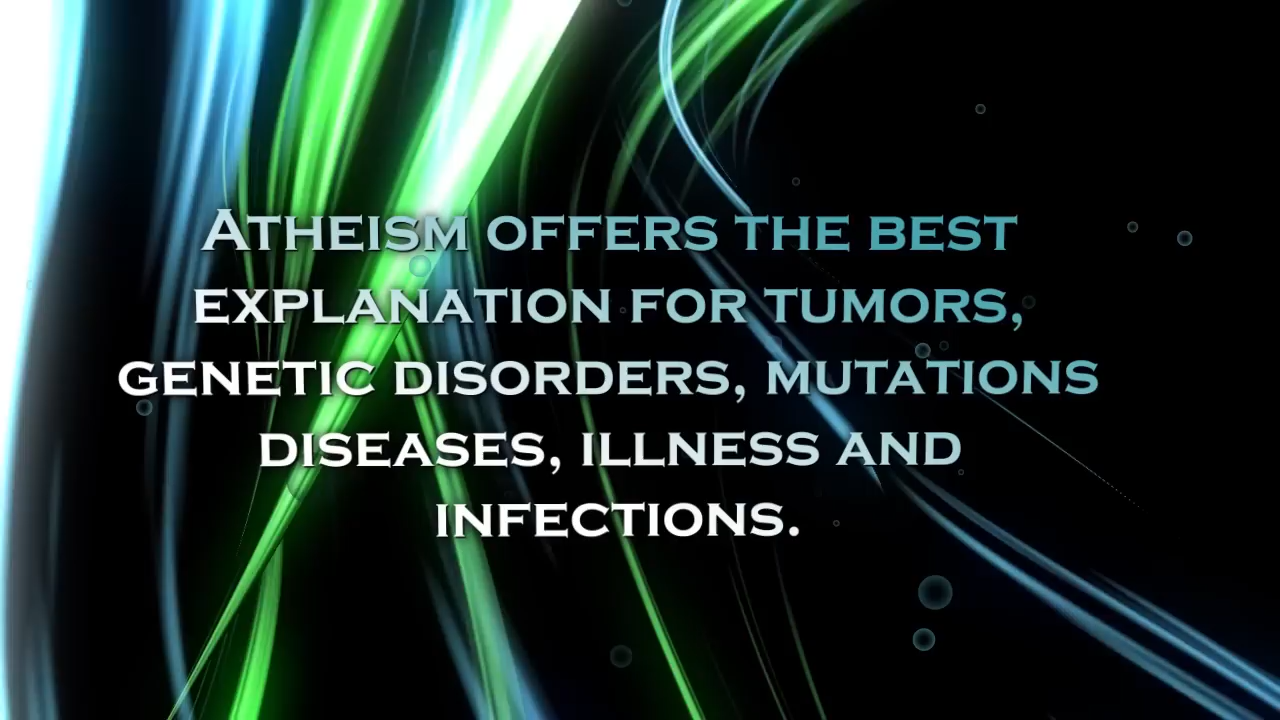 Atheism offers the best
explanation for tumors,
genetic disorders, mutations
diseases, illness and
infections.